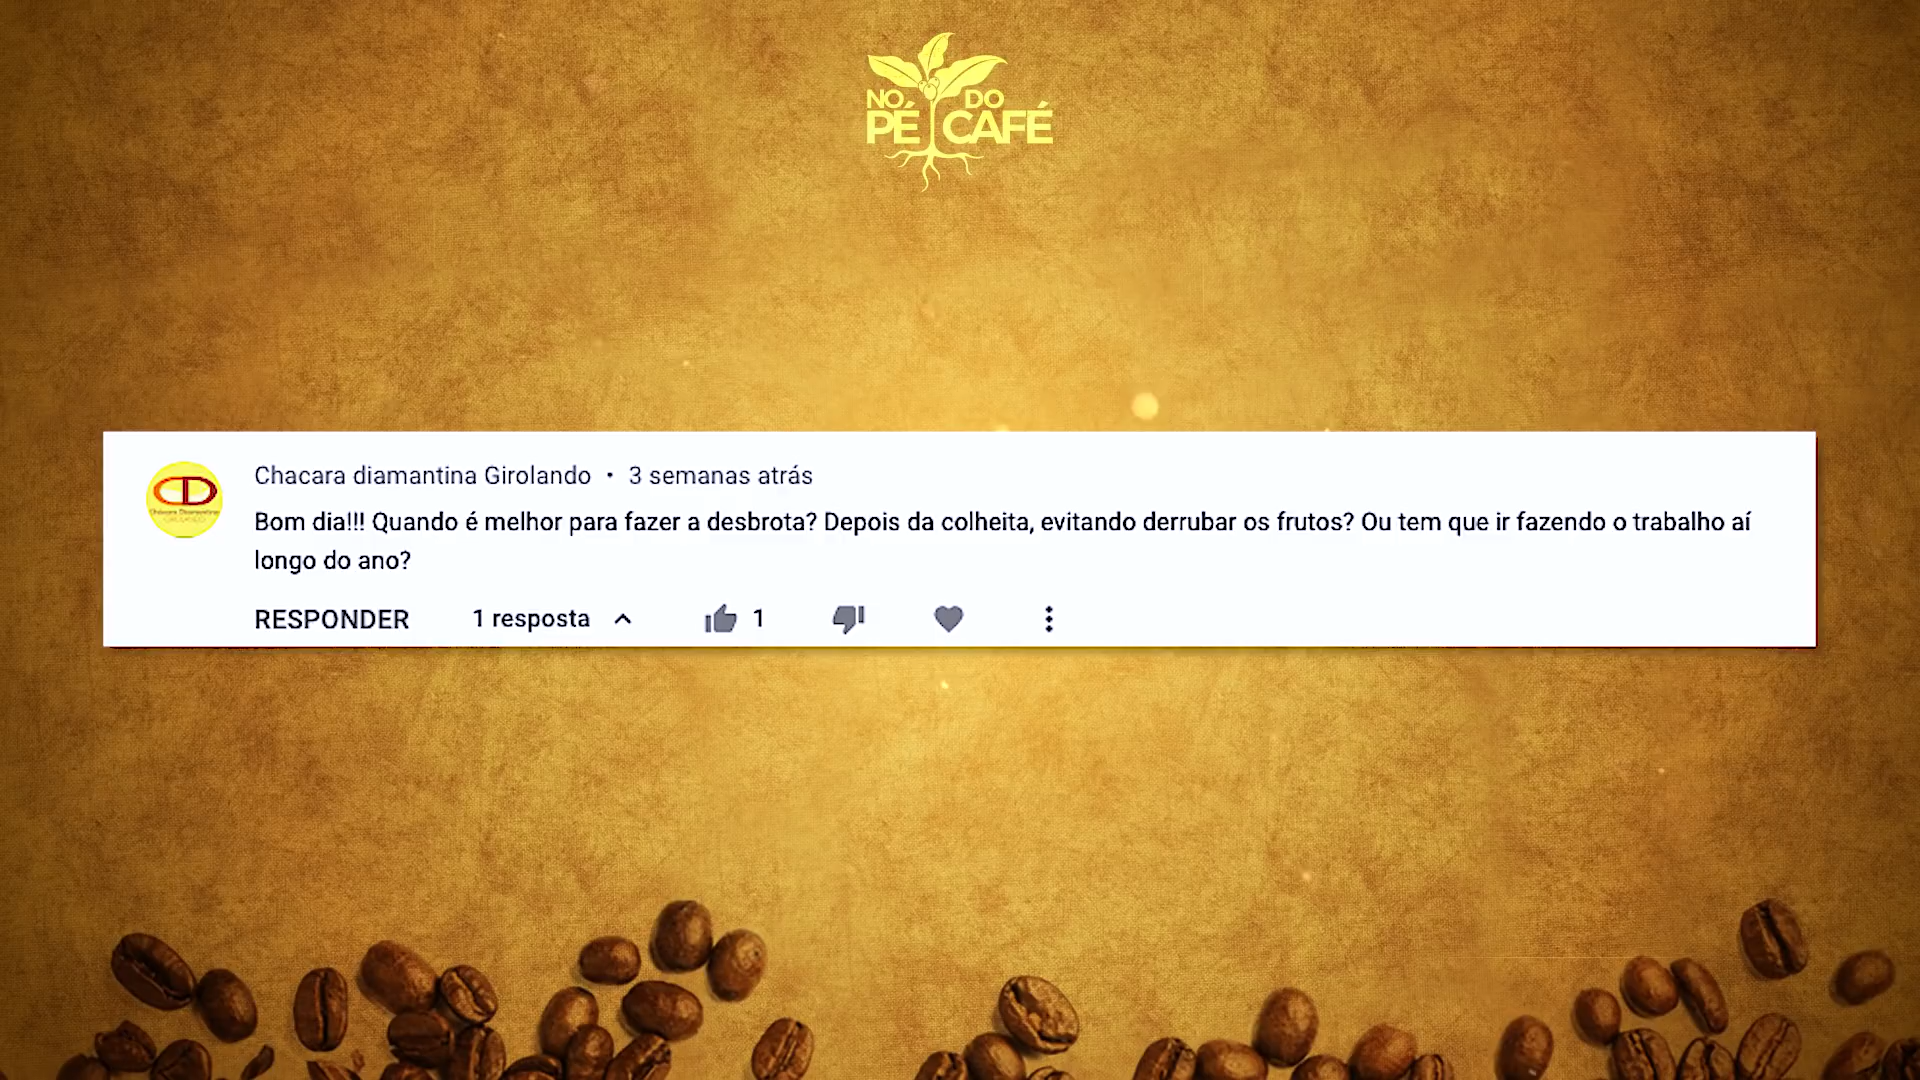 NO DO
PÉ CAFÉ
Chacara diamantina Girolando • 3 semanas atrás
Bom dia!!! Quando é melhor para fazer a desbrota? Depois da colheita, evitando derrubar os frutos? Ou tem que ir fazendo o trabalho aí
longo do ano?
RESPONDER 1 resposta 1